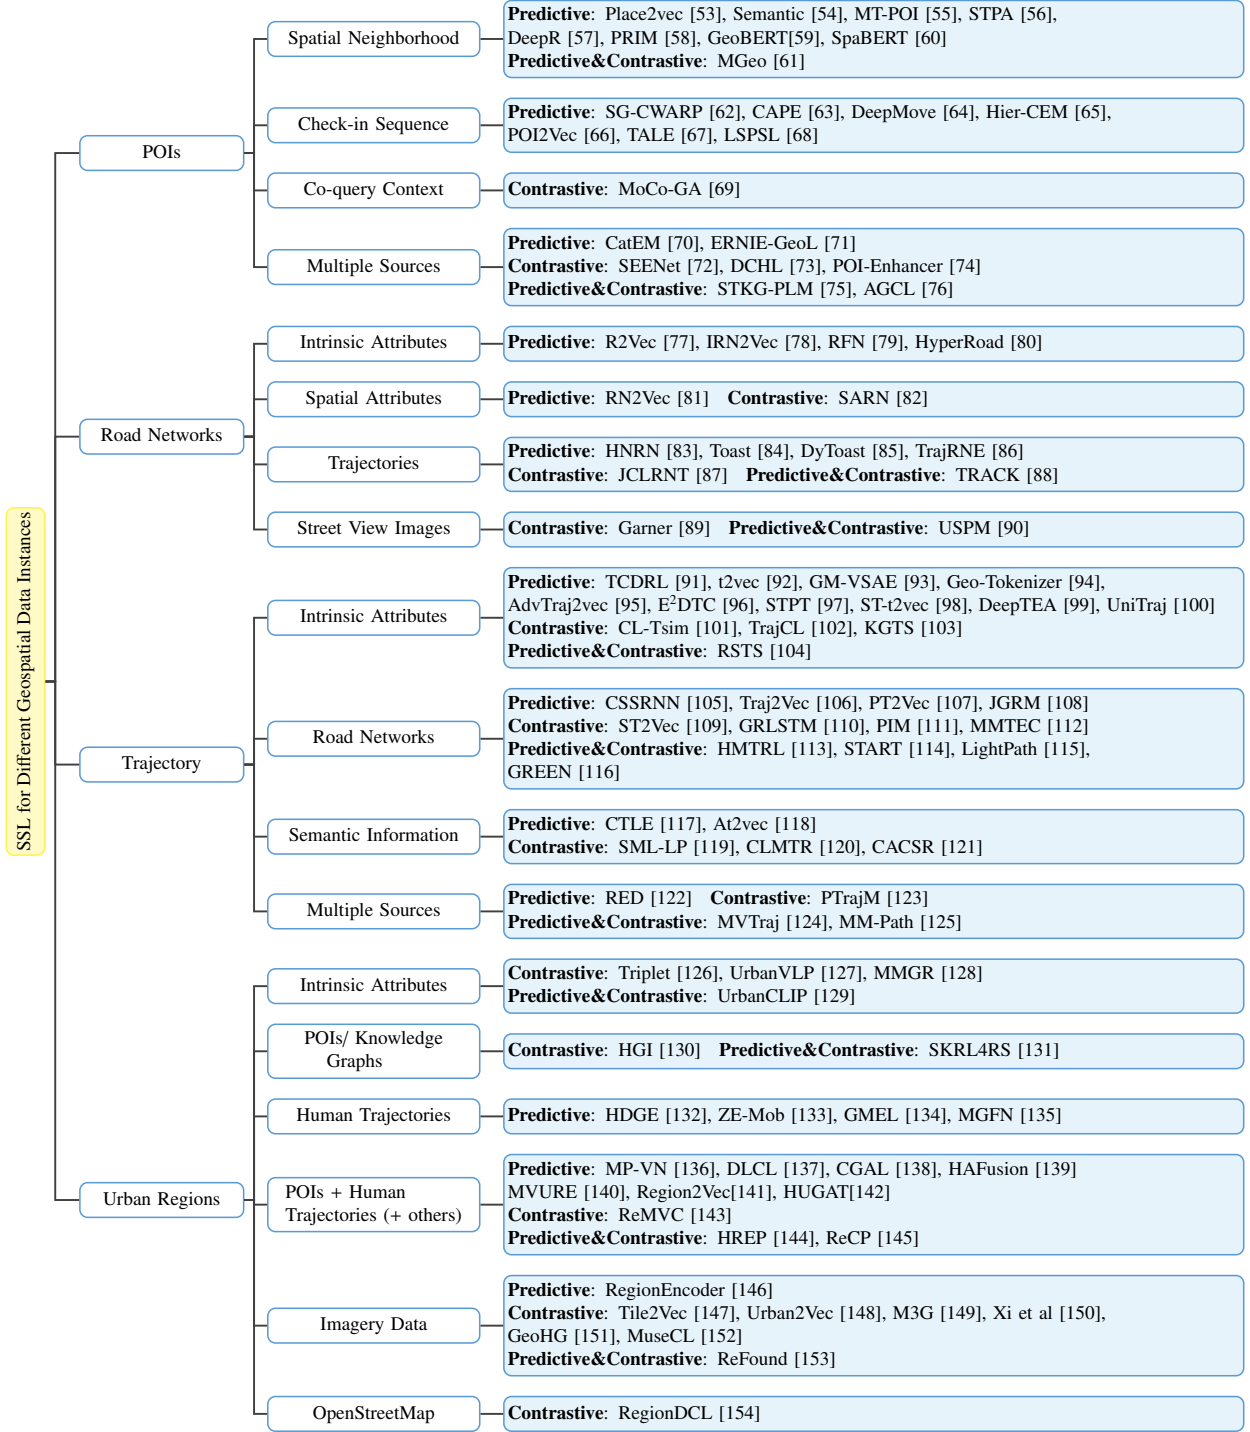 SSL for Different Geospatial Data Instances
POIs
Spatial Neighborhood
Predictive: Place2vec [53], Semantic [54], MT-POI [55], STPA [56],
DeepR [57], PRIM [58], GeoBERT[59], SpaBERT [60]
Predictive&Contrastive: MGeo [61]
Check-in Sequence
Predictive: SG-CWARP [62], CAPE [63], DeepMove [64], Hier-CEM [65],
POI2Vec [66], TALE [67], LSPSL [68]
Co-query Context
Contrastive: MoCo-GA [69]
Multiple Sources
Predictive: CatEM [70], ERNIE-GeoL [71]
Contrastive: SEENet [72], DCHL [73], POI-Enhancer [74]
Predictive&Contrastive: STKG-PLM [75], AGCL [76]
Road Networks
Intrinsic Attributes
Predictive: R2Vec [77], IRN2Vec [78], RFN [79], HyperRoad [80]
Spatial Attributes
Predictive: RN2Vec [81] Contrastive: SARN [82]
Trajectories
Predictive: HNRN [83], Toast [84], DyToast [85], TrajRNE [86]
Contrastive: JCLRNT [87] Predictive&Contrastive: TRACK [88]
Street View Images
Contrastive: Garner [89] Predictive&Contrastive: USPM [90]
Trajectory
Intrinsic Attributes
Predictive: TCDRL [91], t2vec [92], GM-VSAE [93], Geo-Tokenizer [94],
AdvTraj2vec [95], E²DTC [96], STPT [97], ST-t2vec [98], DeepTEA [99], UniTraj [100]
Contrastive: CL-Tsim [101], TrajCL [102], KGTS [103]
Predictive&Contrastive: RSTS [104]
Road Networks
Predictive: CSSRNN [105], Traj2Vec [106], PT2Vec [107], JGRM [108]
Contrastive: ST2Vec [109], GRLSTM [110], PIM [111], MMTEC [112]
Predictive&Contrastive: HMTRL [113], START [114], LightPath [115],
GREEN [116]
Semantic Information
Predictive: CTLE [117], At2vec [118]
Contrastive: SML-LP [119], CLMTR [120], CACSR [121]
Multiple Sources
Predictive: RED [122] Contrastive: PTrajM [123]
Predictive&Contrastive: MVTraj [124], MM-Path [125]
Urban Regions
Intrinsic Attributes
Contrastive: Triplet [126], UrbanVLP [127], MMGR [128]
Predictive&Contrastive: UrbanCLIP [129]
POIs/ Knowledge
Graphs
Contrastive: HGI [130] Predictive&Contrastive: SKRL4RS [131]
Human Trajectories
Predictive: HDGE [132], ZE-Mob [133], GMEL [134], MGFN [135]
POIs + Human
Trajectories (+ others)
Predictive: MP-VN [136], DLCL [137], CGAL [138], HAFusion [139]
MVURE [140], Region2Vec[141], HUGAT[142]
Contrastive: ReMVC [143]
Predictive&Contrastive: HREP [144], ReCP [145]
Imagery Data
Predictive: RegionEncoder [146]
Contrastive: Tile2Vec [147], Urban2Vec [148], M3G [149], Xi et al [150],
GeoHG [151], MuseCL [152]
Predictive&Contrastive: ReFound [153]
OpenStreetMap
Contrastive: RegionDCL [154]